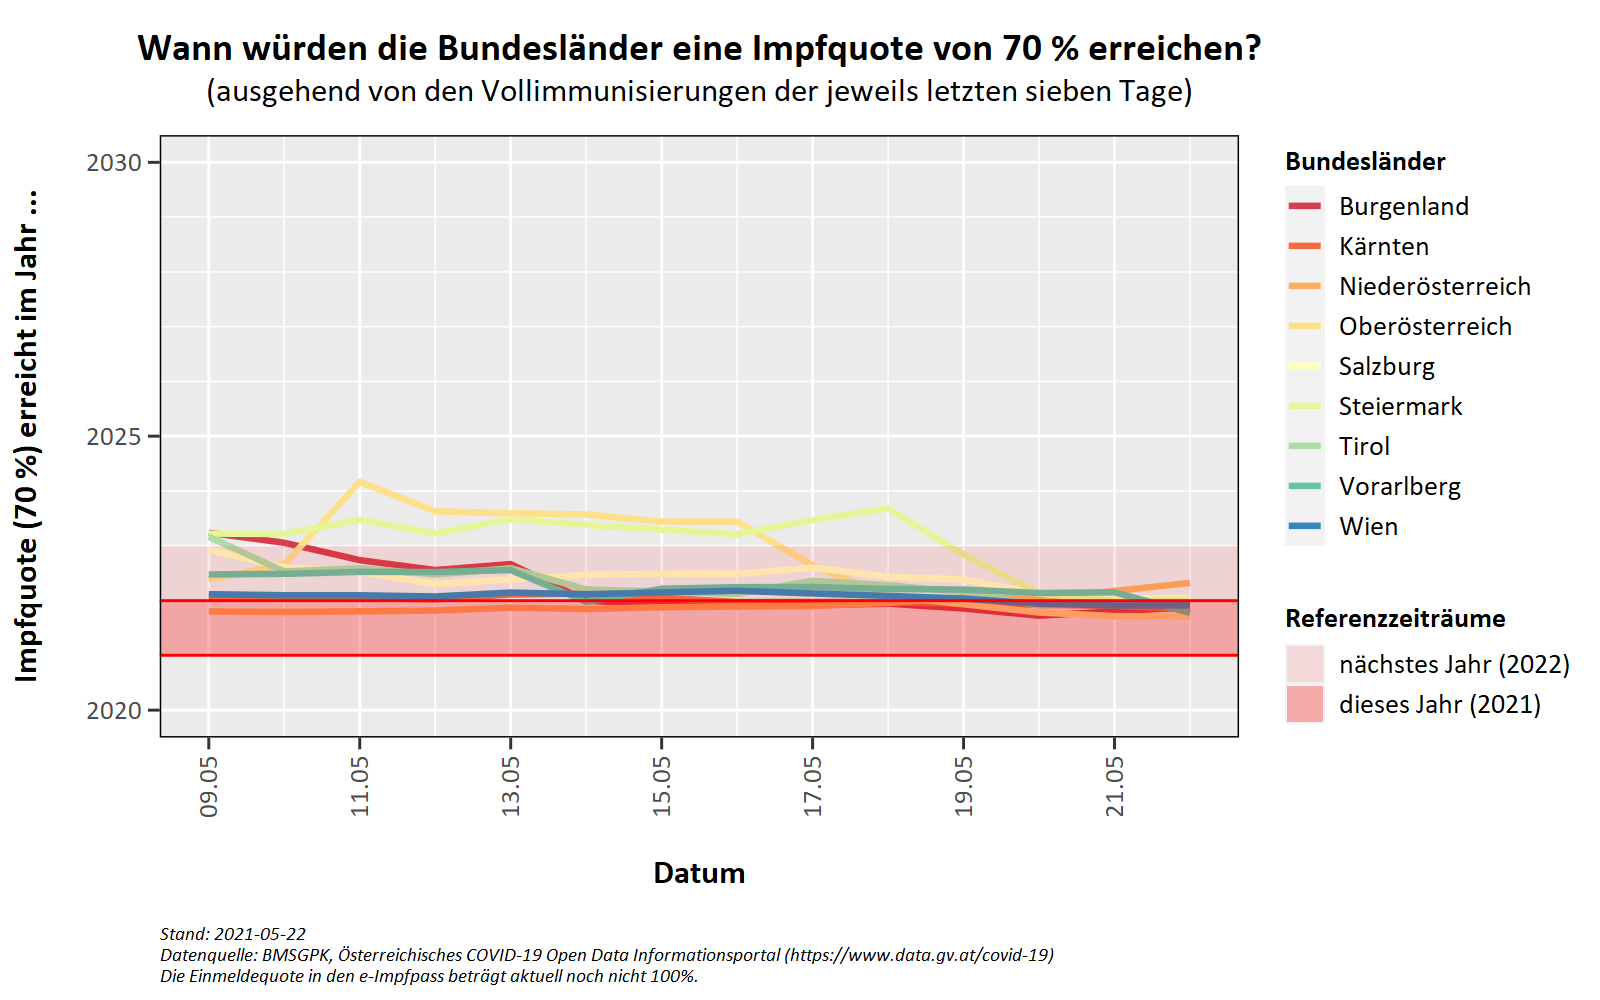 Wann würden die Bundesländer eine Impfquote von 70 % erreichen?
(ausgehend von den Vollimmunisierungen der jeweils letzten sieben Tage)
Impfquote (70 %) erreicht im Jahr ...
2030
2025
2020
09.05
11.05
13.05
15.05
17.05
19.05
21.05
Datum
Bundesländer
Burgenland
Kärnten
Niederösterreich
Oberösterreich
Salzburg
Steiermark
Tirol
Vorarlberg
Wien
Referenzzeiträume
nächstes Jahr (2022)
dieses Jahr (2021)
Stand: 2021-05-22
Datenquelle: BMSGPK, Österreichisches COVID-19 Open Data Informationsportal (https://www.data.gv.at/covid-19)
Die Einmeldequote in den e-Impfpass beträgt aktuell noch nicht 100%.